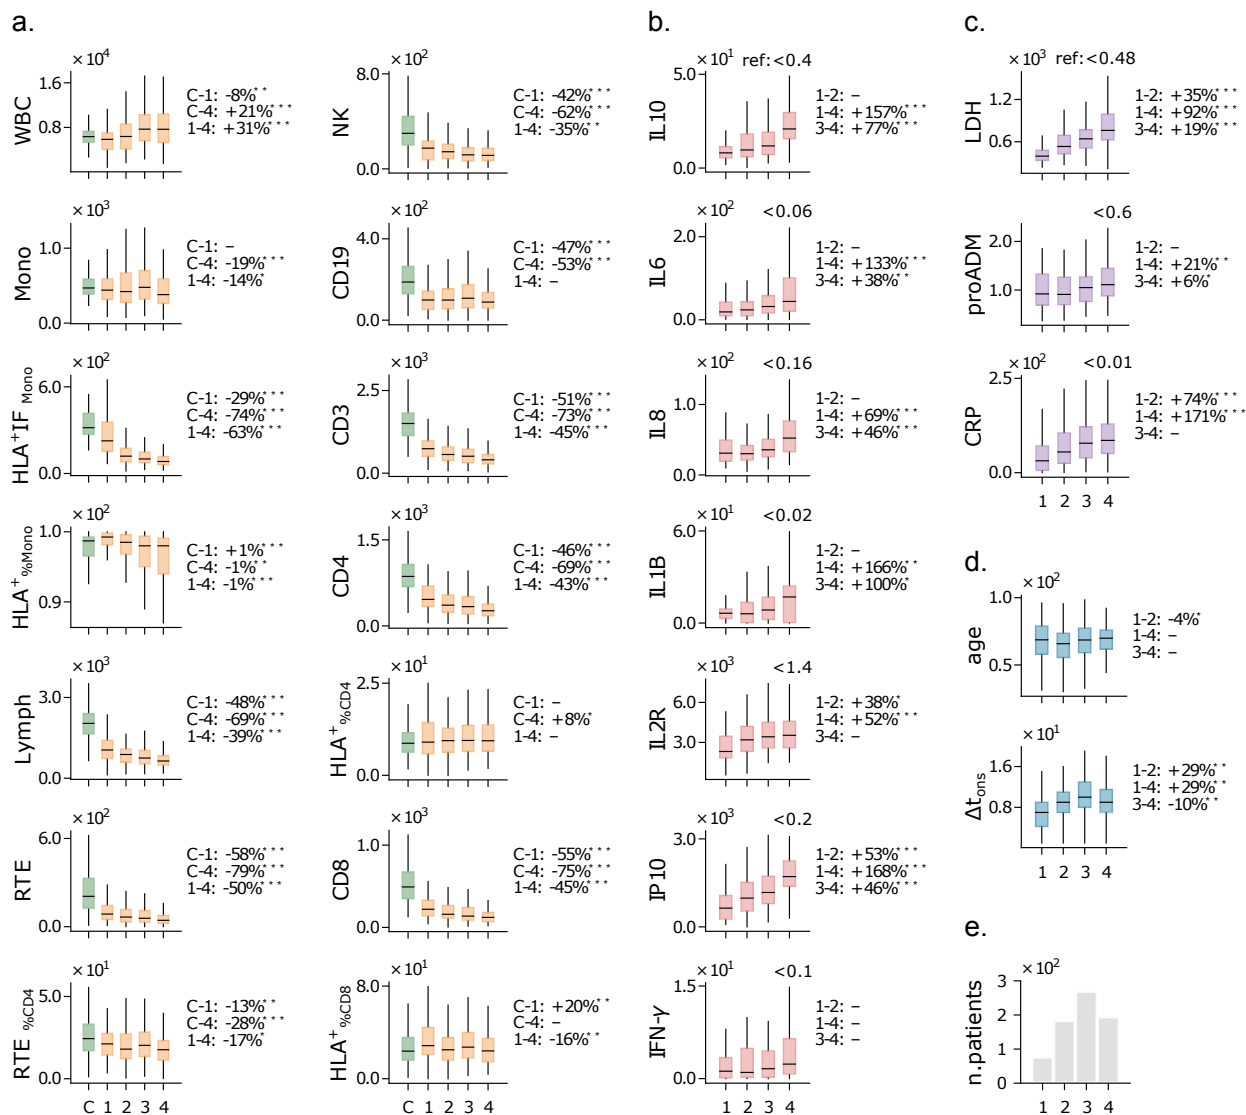 a.
WBC
×10⁴
1.6
0.8
C-1: -8%**
C-4: +21%***
1-4: +31%***
Mono
×10³
1.0
0.0
C-1: –
C-4: -19%***
1-4: -14%*
HLA⁺IF Mono
×10²
6.0
0.0
C-1: -29%***
C-4: -74%***
1-4: -63%***
HLA⁺%Mono
×10²
1.0
0.9
C-1: +1%***
C-4: -1%**
1-4: -1%***
Lymph
×10³
3.0
0.0
C-1: -48%***
C-4: -69%***
1-4: -39%***
RTE
×10²
6.0
0.0
C-1: -58%***
C-4: -79%***
1-4: -50%***
RTE %CD4
×10¹
5.0
0.0
C-1: -13%**
C-4: -28%***
1-4: -17%*
C 1 2 3 4
NK
×10²
8.0
0.0
C-1: -42%***
C-4: -62%***
1-4: -35%**
CD19
×10²
4.0
0.0
C-1: -47%***
C-4: -53%***
1-4: –
CD3
×10³
2.5
0.0
C-1: -51%***
C-4: -73%***
1-4: -45%***
CD4
×10³
1.5
0.0
C-1: -46%***
C-4: -69%***
1-4: -43%***
HLA⁺%CD4
×10¹
2.5
0.0
C-1: –
C-4: +8%*
1-4: –
CD8
×10³
1.0
0.0
C-1: -55%***
C-4: -75%***
1-4: -45%***
HLA⁺%CD8
×10¹
8.0
0.0
C-1: +20%**
C-4: –
1-4: -16%**
C 1 2 3 4
b.
IL10
×10¹ ref:<0.4
5.0
0.0
1-2: –
1-4: +157%***
3-4: +77%***
IL6
×10² <0.06
2.0
0.0
1-2: –
1-4: +133%***
3-4: +38%**
IL8
×10² <0.16
1.0
0.0
1-2: –
1-4: +69%***
3-4: +46%***
IL1B
×10¹ <0.02
6.0
0.0
1-2: –
1-4: +166%**
3-4: +100%*
IL2R
×10³ <1.4
6.0
3.0
1-2: +38%*
1-4: +52%***
3-4: –
IP10
×10³ <0.2
3.0
0.0
1-2: +53%***
1-4: +168%***
3-4: +46%***
IFN-γ
×10¹ <0.1
1.5
0.0
1-2: –
1-4: –
3-4: –
1 2 3 4
c.
LDH
×10³ ref:<0.48
1.2
0.6
1-2: +35%***
1-4: +92%***
3-4: +19%***
proADM
<0.6
2.0
1.0
1-2: –
1-4: +21%**
3-4: +6%*
CRP
×10² <0.01
2.5
0.0
1-2: +74%***
1-4: +171%***
3-4: –
1 2 3 4
d.
age
×10²
1.0
0.5
1-2: -4%*
1-4: –
3-4: –
Δt ons
×10¹
1.6
0.8
1-2: +29%**
1-4: +29%**
3-4: -10%**
1 2 3 4
e.
n.patients
×10²
3
2
1
0
1 2 3 4